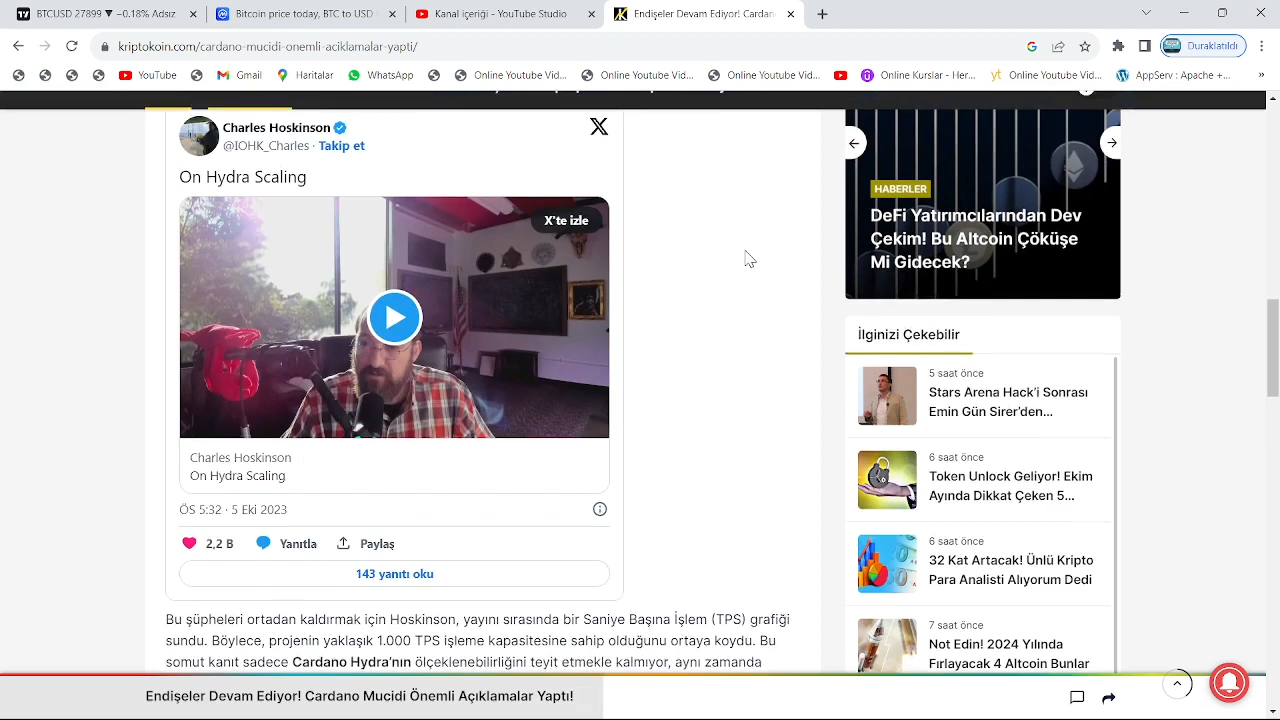 BTCUSD 27899 ▼ −0.18% Adsız
Bitcoin price today, BTC to USD
Kanal içeriği - YouTube Studio
Endişeler Devam Ediyor! Cardano
kriptokoin.com/cardano-mucidi-onemli-aciklamalar-yapti/
Duraklatıldı
YouTube
Gmail
Haritalar
WhatsApp
Online Youtube Vid...
Online Youtube Vid...
Online Youtube Vid...
Online Kurslar - Her...
Online Youtube Vid...
AppServ : Apache +...
Charles Hoskinson
@IOHK_Charles · Takip et
On Hydra Scaling
X'te izle
Charles Hoskinson
On Hydra Scaling
ÖS 5:32 · 5 Eki 2023
2,2 B
Yanıtla
Paylaş
143 yanıtı oku
Bu şüpheleri ortadan kaldırmak için Hoskinson, yayını sırasında bir Saniye Başına İşlem (TPS) grafiği
sundu. Böylece, projenin yaklaşık 1.000 TPS işleme kapasitesine sahip olduğunu ortaya koydu. Bu
somut kanıt sadece Cardano Hydra'nın ölçeklenebilirliğini teyit etmekle kalmıyor, aynı zamanda
HABERLER
DeFi Yatırımcılarından Dev
Çekim! Bu Altcoin Çöküşe
Mi Gidecek?
İlginizi Çekebilir
5 saat önce
Stars Arena Hack'i Sonrası
Emin Gün Sirer'den...
6 saat önce
Token Unlock Geliyor! Ekim
Ayında Dikkat Çeken 5...
6 saat önce
32 Kat Artacak! Ünlü Kripto
Para Analisti Alıyorum Dedi
7 saat önce
Not Edin! 2024 Yılında
Fırlayacak 4 Altcoin Bunlar
Endişeler Devam Ediyor! Cardano Mucidi Önemli Açıklamalar Yaptı!